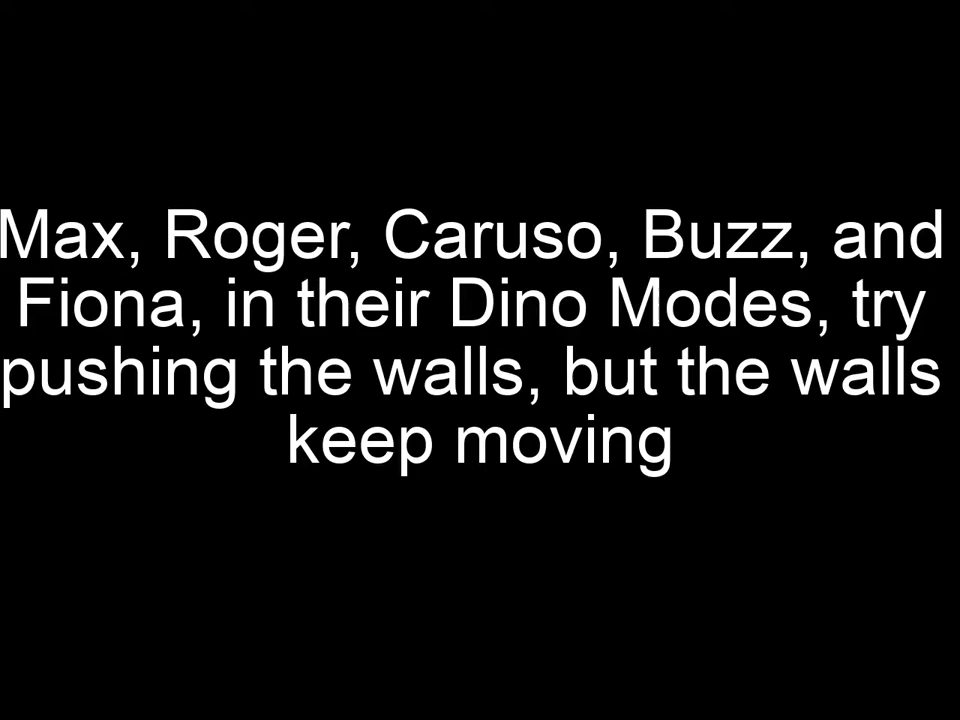 Max, Roger, Caruso, Buzz, and
Fiona, in their Dino Modes, try
pushing the walls, but the walls
keep moving